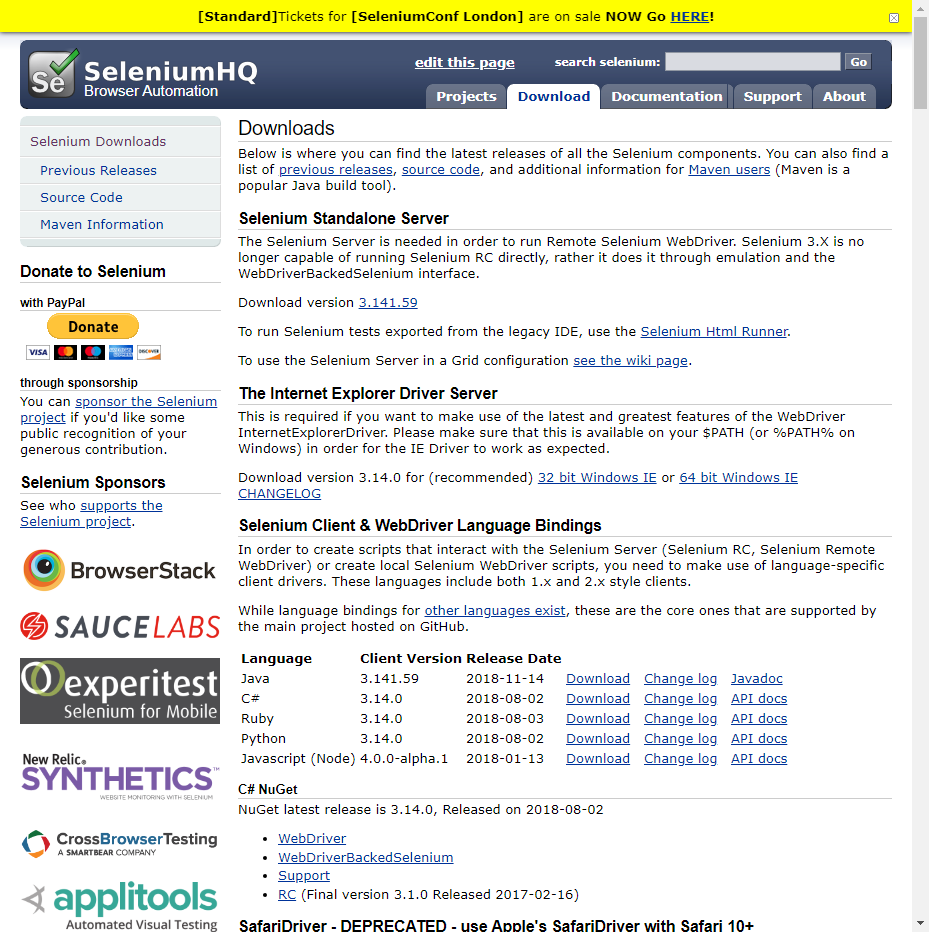 [Standard]Tickets for [SeleniumConf London] are on sale NOW Go HERE!
Se
SeleniumHQ
Browser Automation
edit this page
search selenium:
Go
Projects
Download
Documentation
Support
About
Selenium Downloads
Previous Releases
Source Code
Maven Information
Donate to Selenium
with PayPal
Donate
VISA
DISCOVER
through sponsorship
You can sponsor the Selenium
project if you'd like some
public recognition of your
generous contribution.
Selenium Sponsors
See who supports the
Selenium project.
BrowserStack
SAUCELABS
experitest
Selenium for Mobile
New Relic®
SYNTHETICS™
WEBSITE MONITORING WITH SELENIUM
CrossBrowserTesting
A SMARTBEAR COMPANY
applitools
Automated Visual Testing
Downloads
Below is where you can find the latest releases of all the Selenium components. You can also find a
list of previous releases, source code, and additional information for Maven users (Maven is a
popular Java build tool).
Selenium Standalone Server
The Selenium Server is needed in order to run Remote Selenium WebDriver. Selenium 3.X is no
longer capable of running Selenium RC directly, rather it does it through emulation and the
WebDriverBackedSelenium interface.
Download version 3.141.59
To run Selenium tests exported from the legacy IDE, use the Selenium Html Runner.
To use the Selenium Server in a Grid configuration see the wiki page.
The Internet Explorer Driver Server
This is required if you want to make use of the latest and greatest features of the WebDriver
InternetExplorerDriver. Please make sure that this is available on your $PATH (or %PATH% on
Windows) in order for the IE Driver to work as expected.
Download version 3.14.0 for (recommended) 32 bit Windows IE or 64 bit Windows IE
CHANGELOG
Selenium Client & WebDriver Language Bindings
In order to create scripts that interact with the Selenium Server (Selenium RC, Selenium Remote
WebDriver) or create local Selenium WebDriver scripts, you need to make use of language-specific
client drivers. These languages include both 1.x and 2.x style clients.
While language bindings for other languages exist, these are the core ones that are supported by
the main project hosted on GitHub.
Language Client Version Release Date
Java 3.141.59 2018-11-14 Download Change log Javadoc
C# 3.14.0 2018-08-02 Download Change log API docs
Ruby 3.14.0 2018-08-03 Download Change log API docs
Python 3.14.0 2018-08-02 Download Change log API docs
Javascript (Node) 4.0.0-alpha.1 2018-01-13 Download Change log API docs
C# NuGet
NuGet latest release is 3.14.0, Released on 2018-08-02
• WebDriver
• WebDriverBackedSelenium
• Support
• RC (Final version 3.1.0 Released 2017-02-16)
SafariDriver - DEPRECATED - use Apple's SafariDriver with Safari 10+